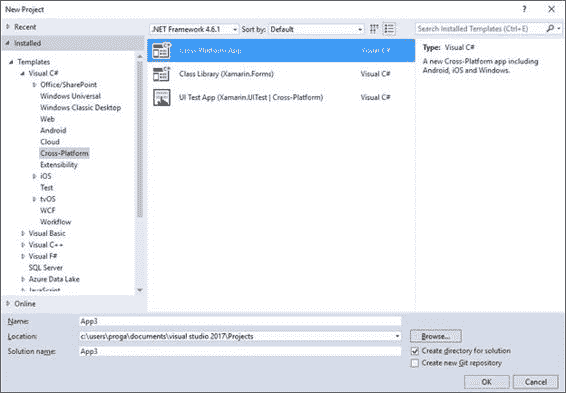 New Project
Recent
.NET Framework 4.6.1 Sort by: Default
Search Installed Templates (Ctrl+E)
Installed
Templates
Visual C#
Office/SharePoint
Windows Universal
Windows Classic Desktop
Web
Android
Cloud
Cross-Platform
Extensibility
iOS
Test
tvOS
WCF
Workflow
Visual Basic
Visual C++
Visual F#
SQL Server
Azure Data Lake
JavaScript
Online
Cross-Platform App Visual C#
Class Library (Xamarin.Forms) Visual C#
UI Test App (Xamarin.UITest | Cross-Platform) Visual C#
Type: Visual C#
A new Cross-Platform app including
Android, iOS and Windows.
Name: App3
Location: c:\users\proga\documents\visual studio 2017\Projects
Browse...
Solution name: App3
Create directory for solution
Create new Git repository
OK Cancel